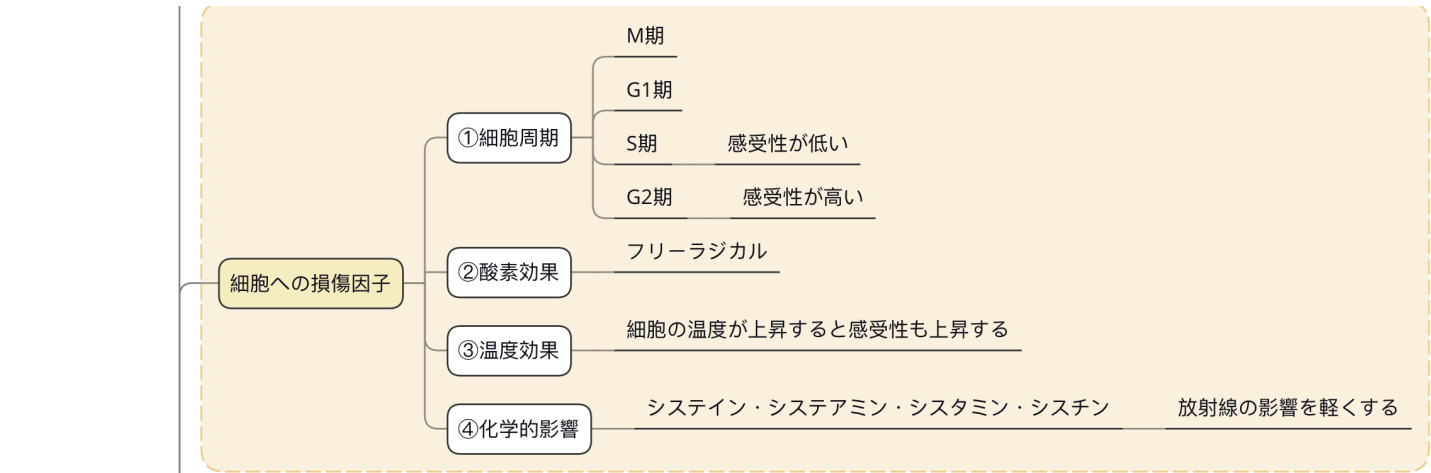 細胞への損傷因子
①細胞周期
M期
G1期
S期
感受性が低い
G2期
感受性が高い
②酸素効果
フリーラジカル
③温度効果
細胞の温度が上昇すると感受性も上昇する
④化学的影響
システイン・システアミン・シスタミン・シスチン
放射線の影響を軽くする